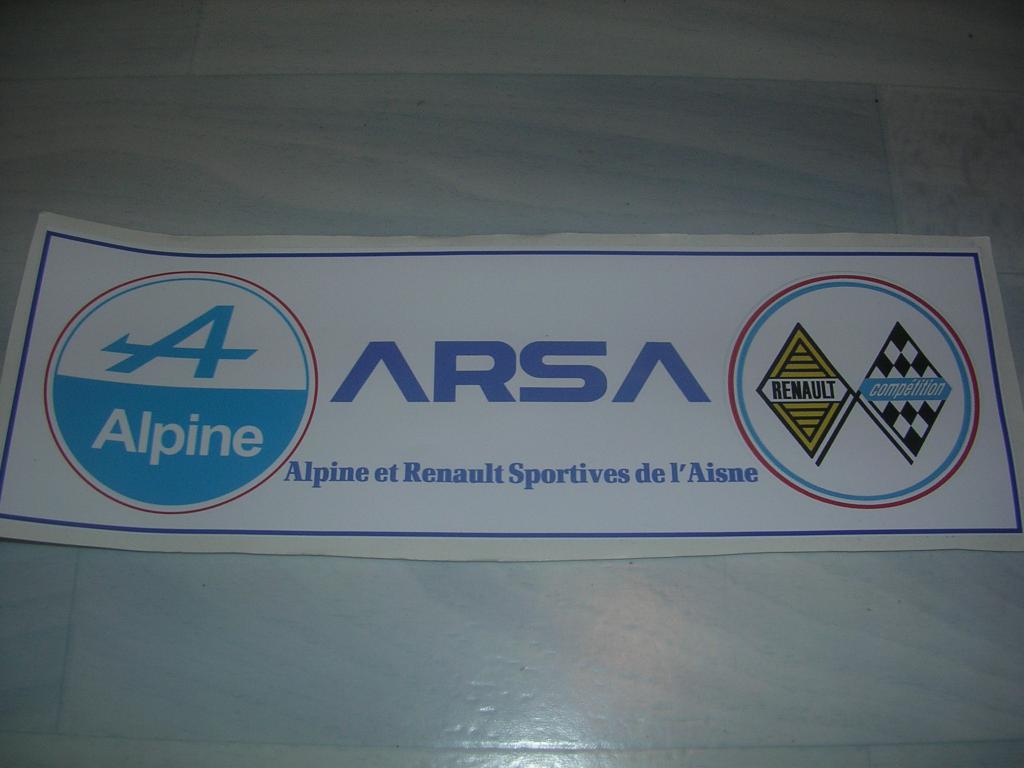 Alpine
ARSA
Alpine et Renault Sportives de l'Aisne
RENAULT
compétition